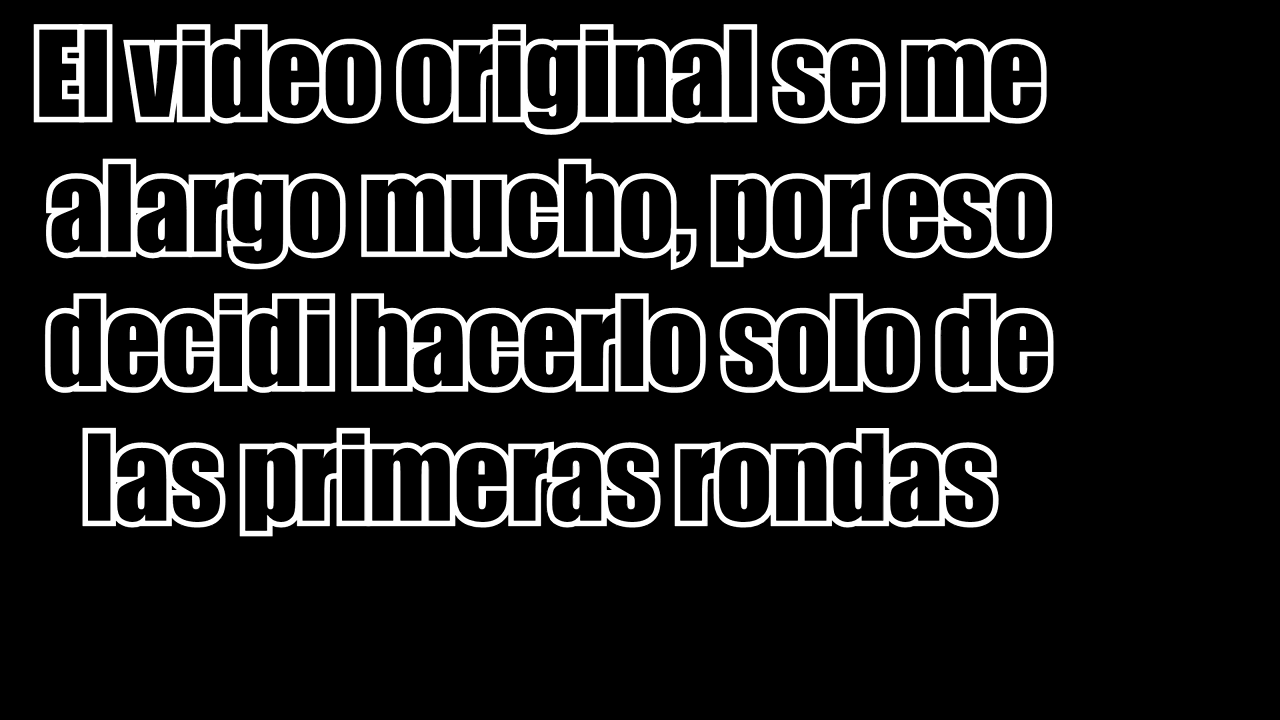 El video original se me
alargo mucho, por eso
decidi hacerlo solo de
las primeras rondas